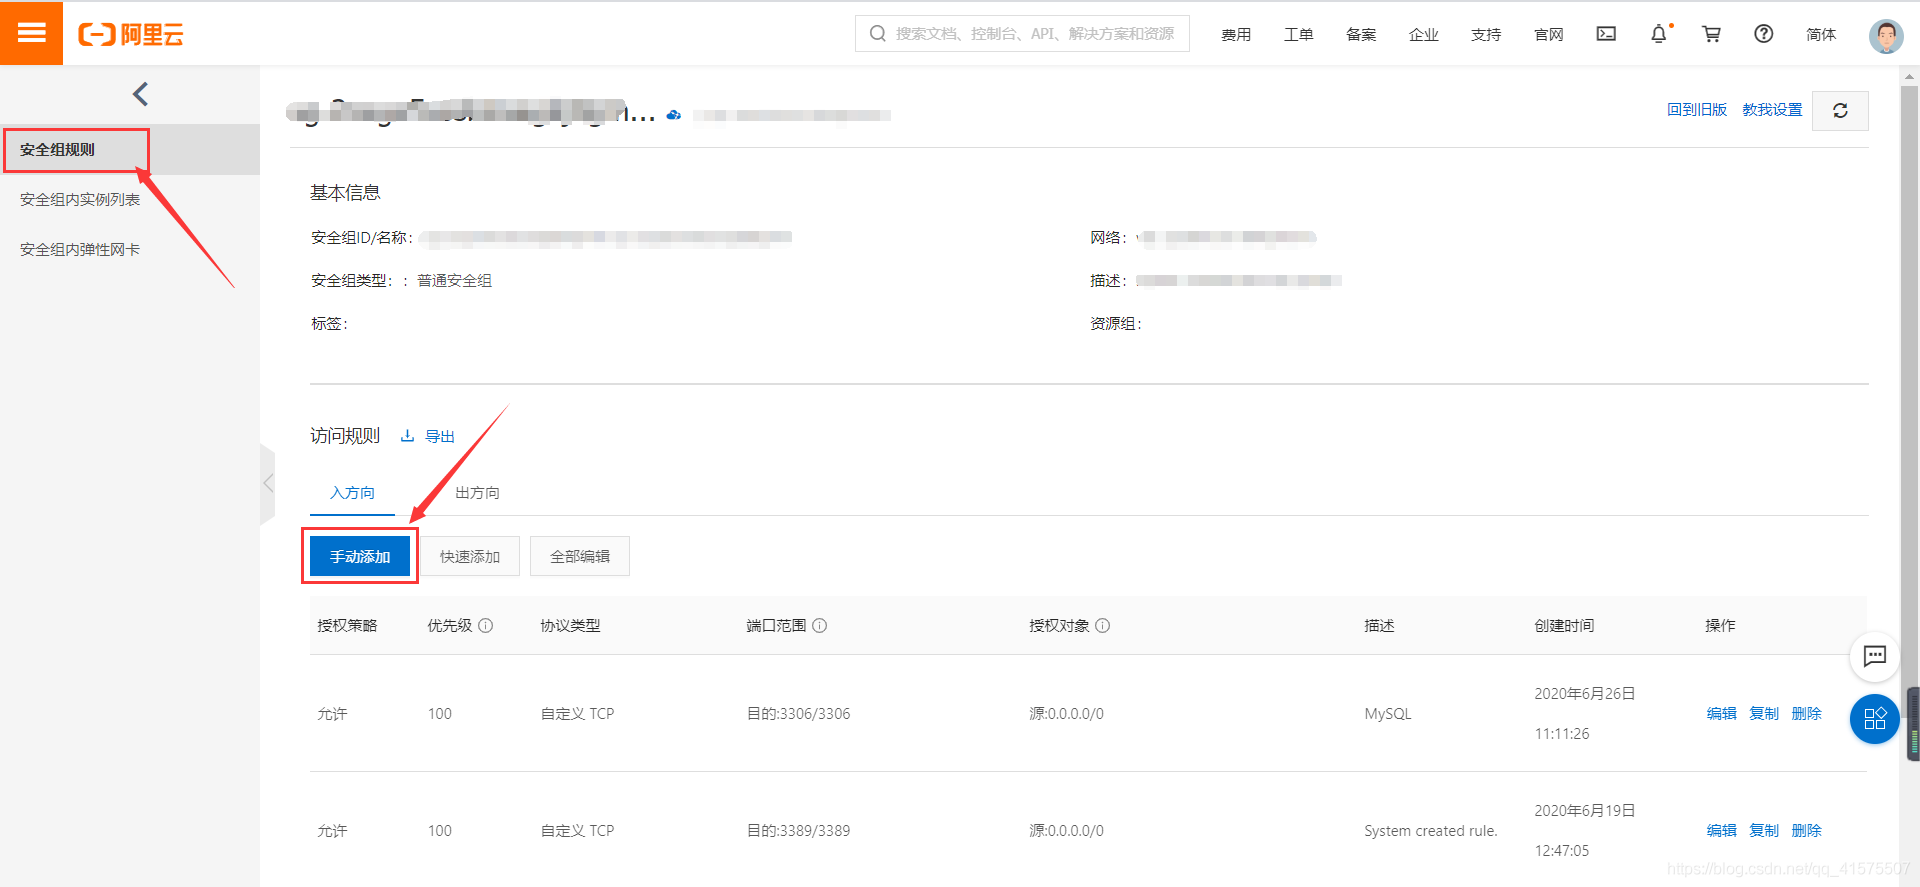 阿里云
搜索文档、控制台、API、解决方案和资源
费用 工单 备案 企业 支持 官网 简体
回到旧版 教我设置
安全组规则
安全组内实例列表
安全组内弹性网卡
基本信息
安全组ID/名称：
网络：
安全组类型： ： 普通安全组
描述：
标签：
资源组：
访问规则 导出
入方向 出方向
手动添加 快速添加 全部编辑
授权策略 优先级 协议类型 端口范围 授权对象 描述 创建时间 操作
允许 100 自定义 TCP 目的:3306/3306 源:0.0.0.0/0 MySQL 2020年6月26日 11:11:26 编辑 复制 删除
允许 100 自定义 TCP 目的:3389/3389 源:0.0.0.0/0 System created rule. 2020年6月19日 12:47:05 编辑 复制 删除
https://blog.csdn.net/qq_41575507